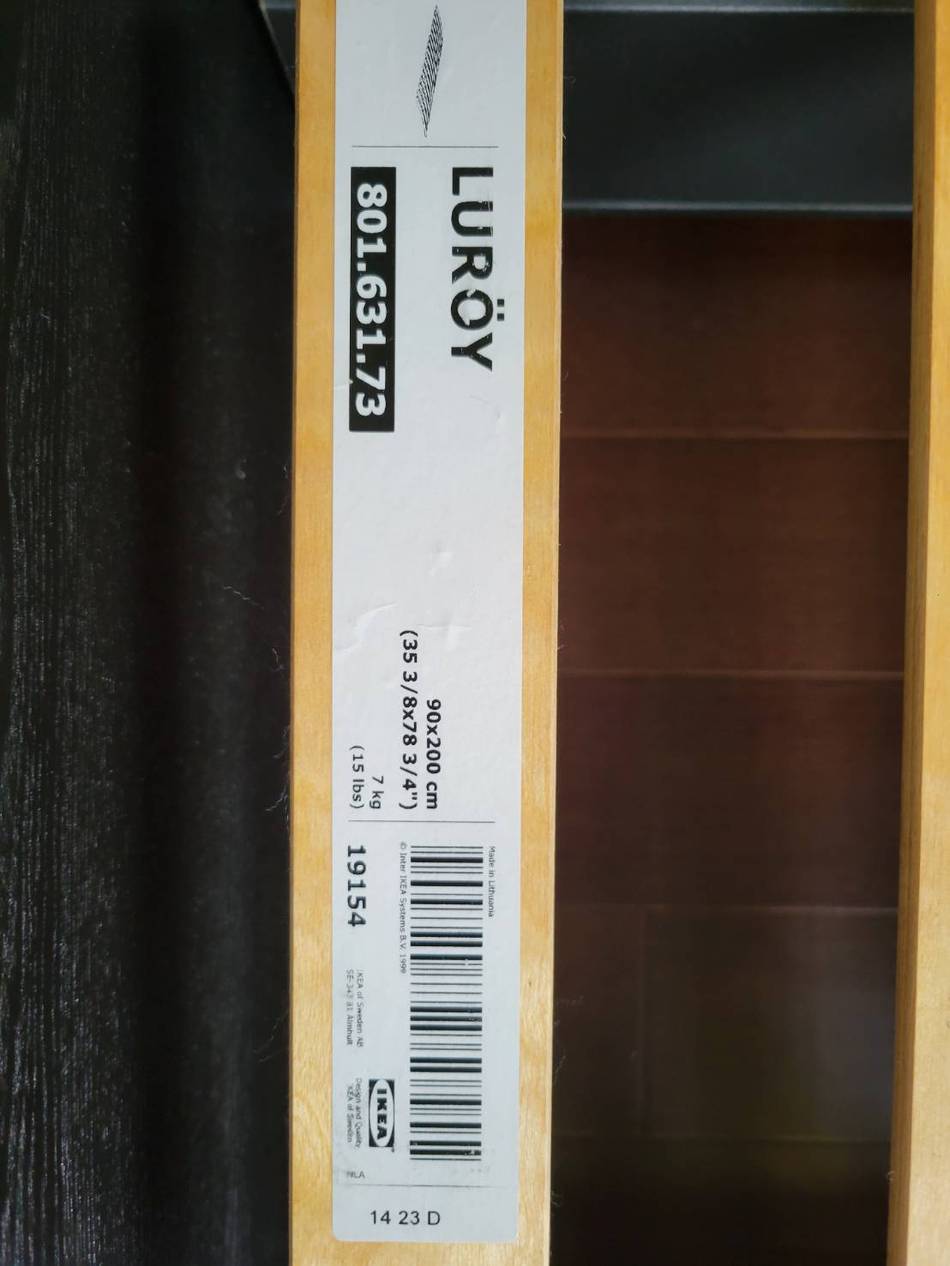 LURÖY
801.631.73
90x200 cm
(35 3/8x78 3/4")
7 kg
(15 lbs)
Made in Lithuania
© Inter IKEA Systems B.V. 1999
19154
IKEA of Sweden AB
SE-343 81 Älmhult
IKEA®
Design and Quality
IKEA of Sweden
14 23 D